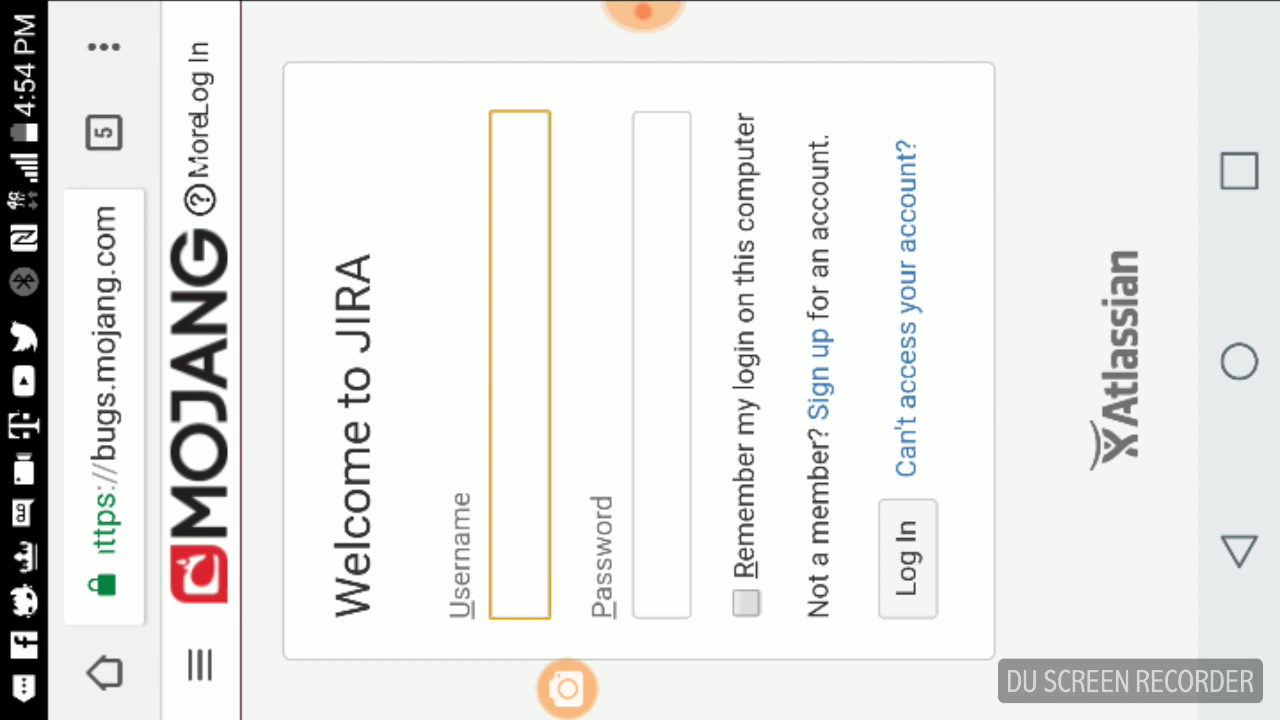 4G 4:54 PM
https://bugs.mojang.com
5
MOJANG
? More Log In
Welcome to JIRA
Username
Password
Remember my login on this computer
Not a member? Sign up for an account.
Log In Can't access your account?
Atlassian
DU SCREEN RECORDER